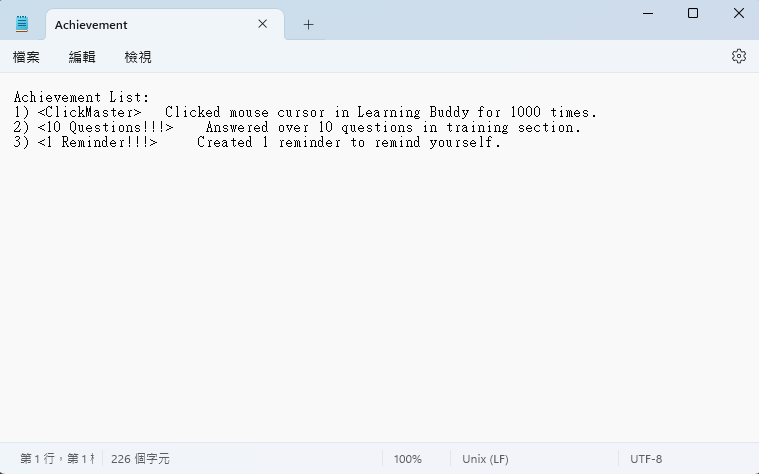 Achievement
檔案 編輯 檢視
Achievement List:
1) <ClickMaster>   Clicked mouse cursor in Learning Buddy for 1000 times.
2) <10 Questions!!!>    Answered over 10 questions in training section.
3) <1 Reminder!!!>     Created 1 reminder to remind yourself.
第 1 行，第 1 226 個字元 100% Unix (LF) UTF-8